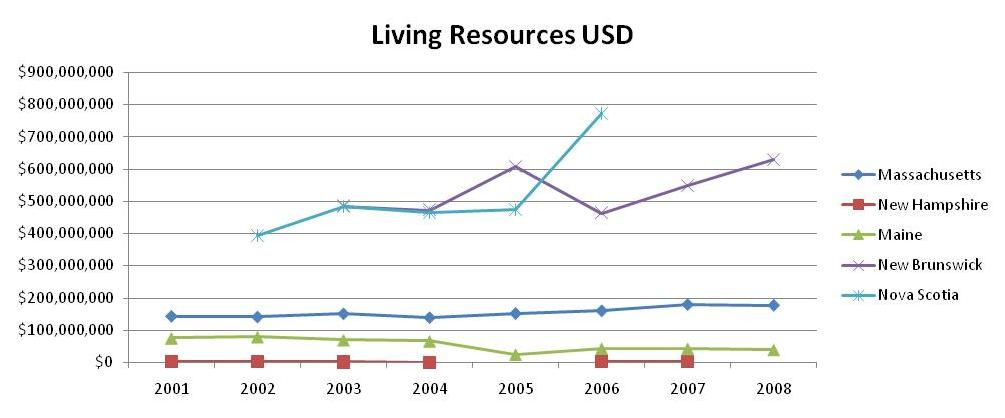 Living Resources USD
$900,000,000
$800,000,000
$700,000,000
$600,000,000
$500,000,000
$400,000,000
$300,000,000
$200,000,000
$100,000,000
$0
2001 2002 2003 2004 2005 2006 2007 2008
Massachusetts
New Hampshire
Maine
New Brunswick
Nova Scotia